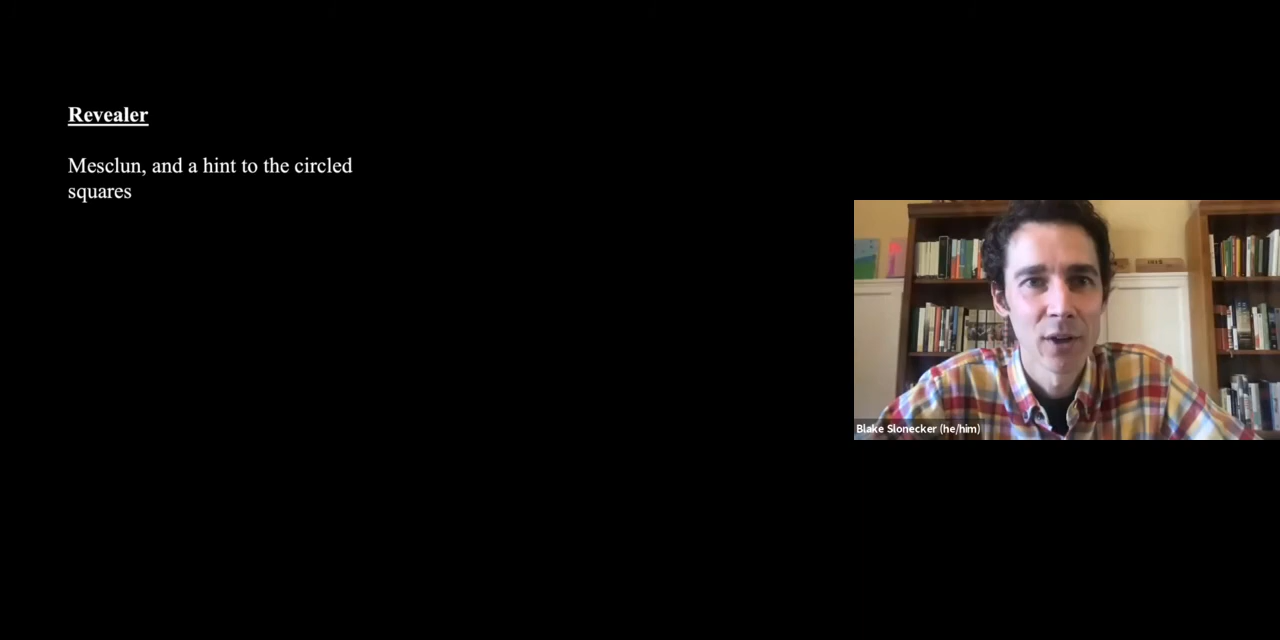 Revealer
Mesclun, and a hint to the circled
squares
Blake Slonecker (he/him)